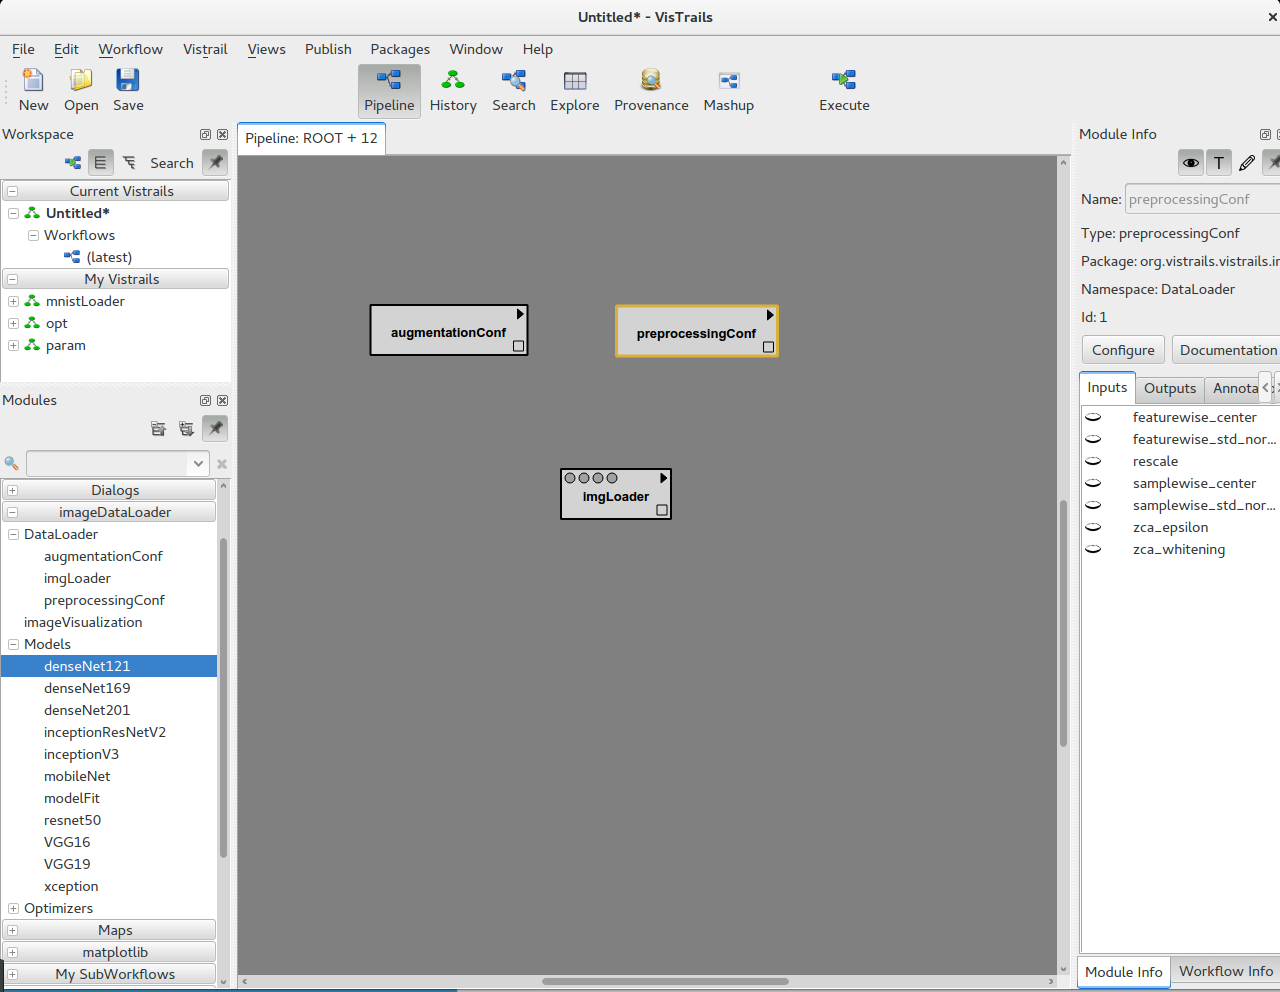 Untitled* - VisTrails
File Edit Workflow Vistrail Views Publish Packages Window Help
New Open Save Pipeline History Search Explore Provenance Mashup Execute
Workspace
Search
Current Vistrails
Untitled*
Workflows
(latest)
My Vistrails
mnistLoader
opt
param
Modules
Dialogs
imageDataLoader
DataLoader
augmentationConf
imgLoader
preprocessingConf
imageVisualization
Models
denseNet121
denseNet169
denseNet201
inceptionResNetV2
inceptionV3
mobileNet
modelFit
resnet50
VGG16
VGG19
xception
Optimizers
Maps
matplotlib
My SubWorkflows
Pipeline: ROOT + 12
augmentationConf
preprocessingConf
imgLoader
Module Info
T
Name: preprocessingConf
Type: preprocessingConf
Package: org.vistrails.vistrails.ir
Namespace: DataLoader
Id: 1
Configure Documentation
Inputs Outputs Annota
featurewise_center
featurewise_std_nor...
rescale
samplewise_center
samplewise_std_nor...
zca_epsilon
zca_whitening
Module Info Workflow Info